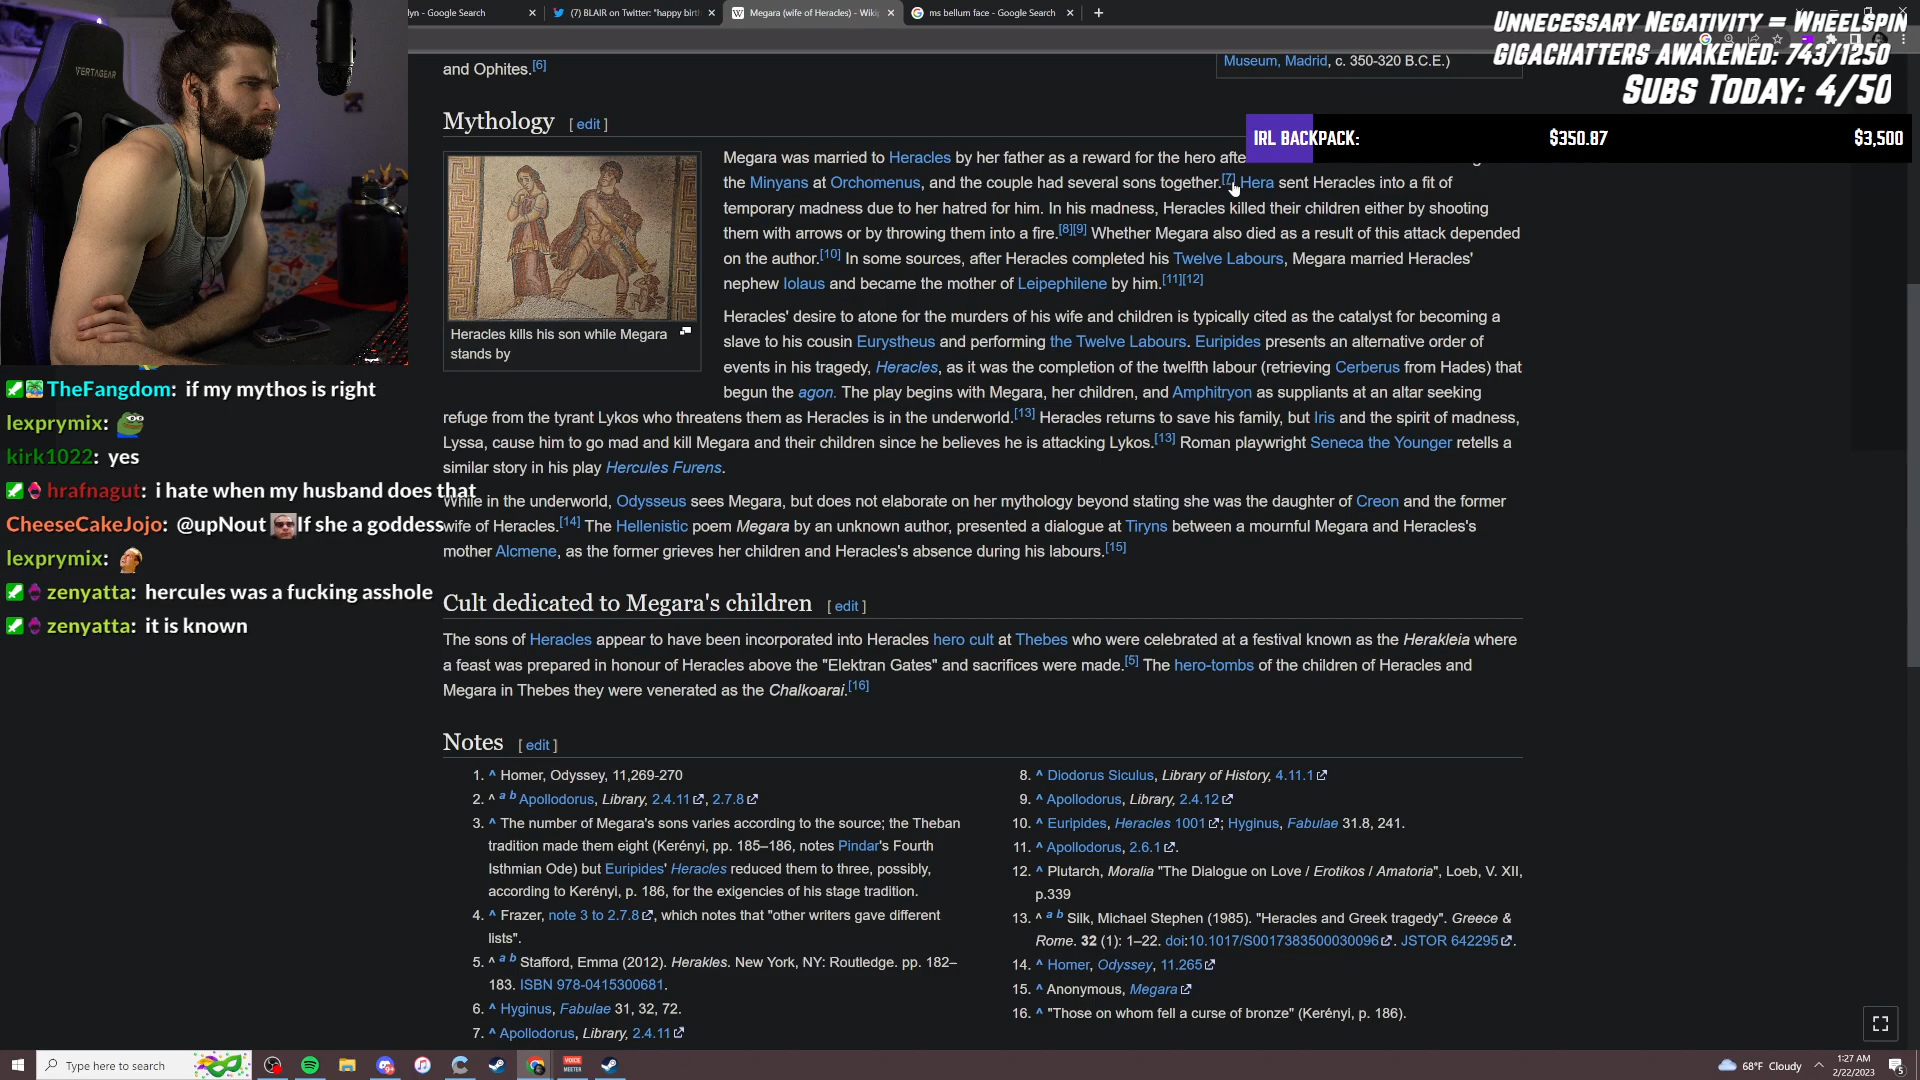 lyn - Google Search
(7) BLAIR on Twitter: "happy birt
Megara (wife of Heracles) - Wiki
ms bellum face - Google Search
UNNECESSARY NEGATIVITY = WHEELSPIN
GIGACHATTERS AWAKENED: 743/1250
SUBS TODAY: 4/50
IRL BACKPACK: $350.87 $3,500
VERTAGEAR
and Ophites.[6]
Museum, Madrid, c. 350-320 B.C.E.)
Mythology [ edit ]
Megara was married to Heracles by her father as a reward for the hero afte
the Minyans at Orchomenus, and the couple had several sons together.[7] Hera sent Heracles into a fit of
temporary madness due to her hatred for him. In his madness, Heracles killed their children either by shooting
them with arrows or by throwing them into a fire.[8][9] Whether Megara also died as a result of this attack depended
on the author.[10] In some sources, after Heracles completed his Twelve Labours, Megara married Heracles'
nephew Iolaus and became the mother of Leipephilene by him.[11][12]
Heracles kills his son while Megara
stands by
Heracles' desire to atone for the murders of his wife and children is typically cited as the catalyst for becoming a
slave to his cousin Eurystheus and performing the Twelve Labours. Euripides presents an alternative order of
events in his tragedy, Heracles, as it was the completion of the twelfth labour (retrieving Cerberus from Hades) that
begun the agon. The play begins with Megara, her children, and Amphitryon as suppliants at an altar seeking
refuge from the tyrant Lykos who threatens them as Heracles is in the underworld.[13] Heracles returns to save his family, but Iris and the spirit of madness,
Lyssa, cause him to go mad and kill Megara and their children since he believes he is attacking Lykos.[13] Roman playwright Seneca the Younger retells a
similar story in his play Hercules Furens.
While in the underworld, Odysseus sees Megara, but does not elaborate on her mythology beyond stating she was the daughter of Creon and the former
wife of Heracles.[14] The Hellenistic poem Megara by an unknown author, presented a dialogue at Tiryns between a mournful Megara and Heracles's
mother Alcmene, as the former grieves her children and Heracles's absence during his labours.[15]
Cult dedicated to Megara's children [ edit ]
The sons of Heracles appear to have been incorporated into Heracles hero cult at Thebes who were celebrated at a festival known as the Herakleia where
a feast was prepared in honour of Heracles above the "Elektran Gates" and sacrifices were made.[5] The hero-tombs of the children of Heracles and
Megara in Thebes they were venerated as the Chalkoarai.[16]
Notes [ edit ]
1. ^ Homer, Odyssey, 11,269-270
2. ^ a b Apollodorus, Library, 2.4.11, 2.7.8
3. ^ The number of Megara's sons varies according to the source; the Theban
tradition made them eight (Kerényi, pp. 185–186, notes Pindar's Fourth
Isthmian Ode) but Euripides' Heracles reduced them to three, possibly,
according to Kerényi, p. 186, for the exigencies of his stage tradition.
4. ^ Frazer, note 3 to 2.7.8, which notes that "other writers gave different
lists".
5. ^ a b Stafford, Emma (2012). Herakles. New York, NY: Routledge. pp. 182–
183. ISBN 978-0415300681.
6. ^ Hyginus, Fabulae 31, 32, 72.
7. ^ Apollodorus, Library, 2.4.11
8. ^ Diodorus Siculus, Library of History, 4.11.1
9. ^ Apollodorus, Library, 2.4.12
10. ^ Euripides, Heracles 1001; Hyginus, Fabulae 31.8, 241.
11. ^ Apollodorus, 2.6.1.
12. ^ Plutarch, Moralia "The Dialogue on Love / Erotikos / Amatoria", Loeb, V. XII,
p.339
13. ^ a b Silk, Michael Stephen (1985). "Heracles and Greek tragedy". Greece &
Rome. 32 (1): 1–22. doi:10.1017/S0017383500030096. JSTOR 642295.
14. ^ Homer, Odyssey, 11.265
15. ^ Anonymous, Megara
16. ^ "Those on whom fell a curse of bronze" (Kerényi, p. 186).
TheFangdom: if my mythos is right
lexprymix:
kirk1022: yes
hrafnagut: i hate when my husband does that
CheeseCakeJojo: @upNout If she a goddess
lexprymix:
zenyatta: hercules was a fucking asshole
zenyatta: it is known
Type here to search
VOICE
MEETER
68°F Cloudy
1:27 AM
2/22/2023
5